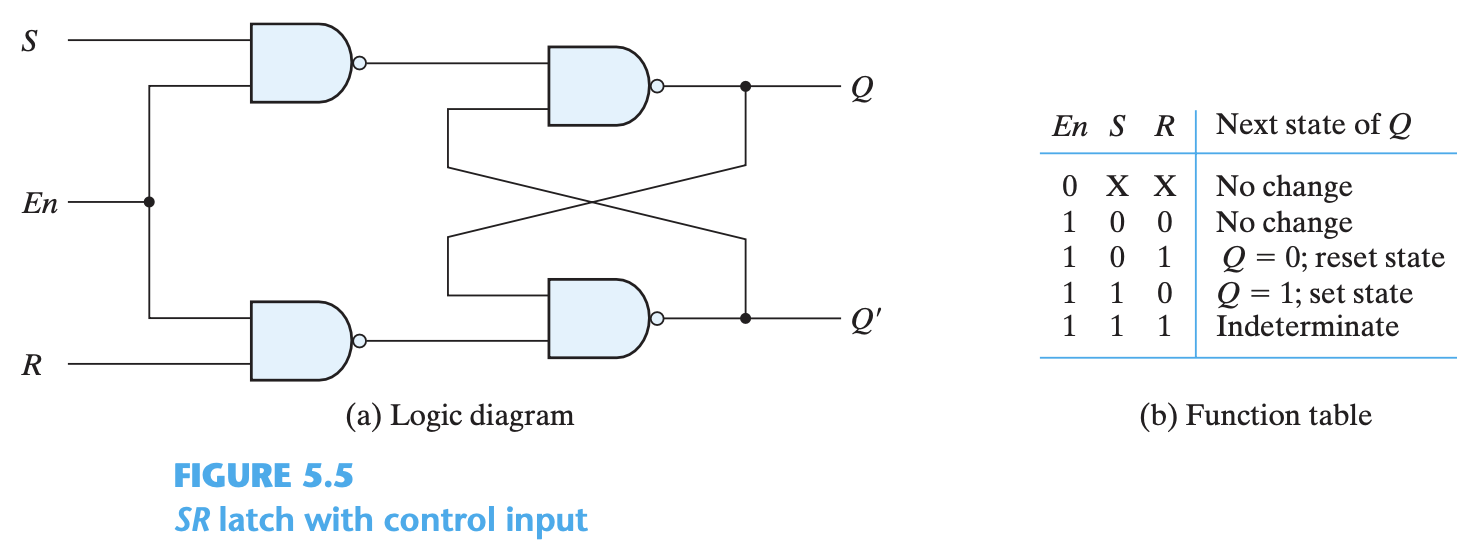 S
En
R
Q
Q′
(a) Logic diagram
En S R Next state of Q
0 X X No change
1 0 0 No change
1 0 1 Q = 0; reset state
1 1 0 Q = 1; set state
1 1 1 Indeterminate
(b) Function table
FIGURE 5.5
SR latch with control input